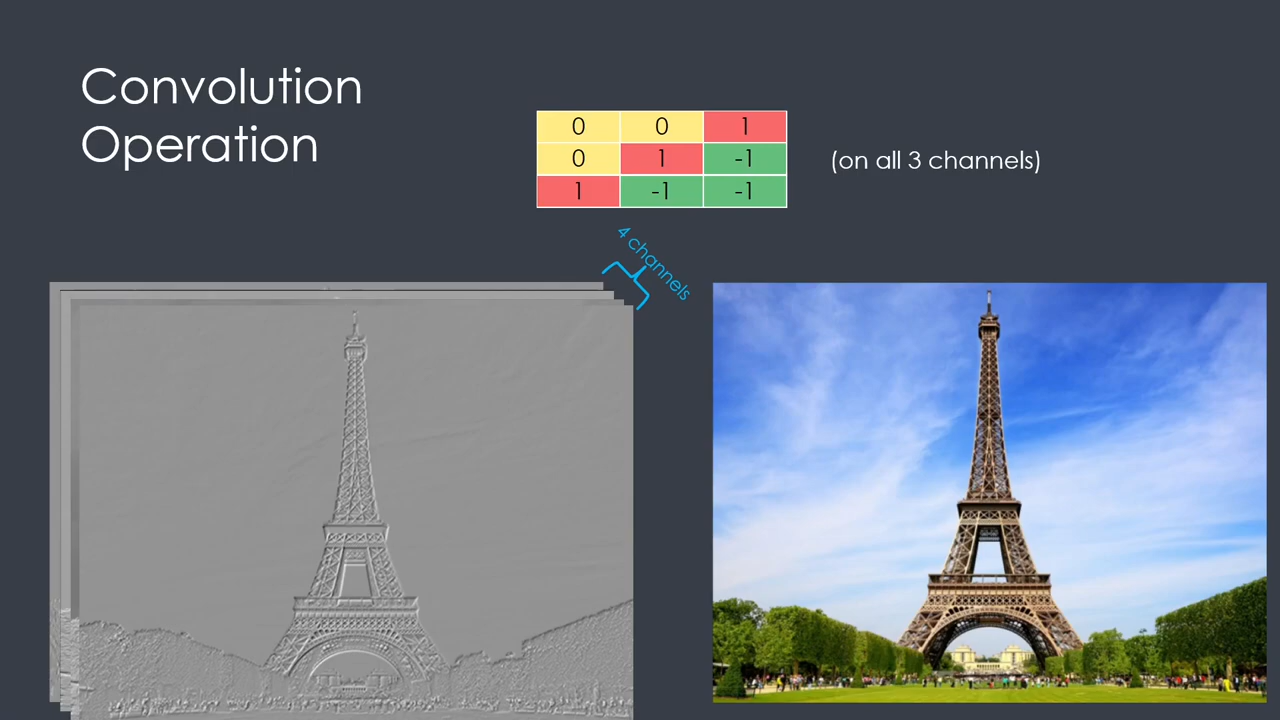 Convolution
Operation
0 0 1
0 1 -1
1 -1 -1
(on all 3 channels)
4 channels